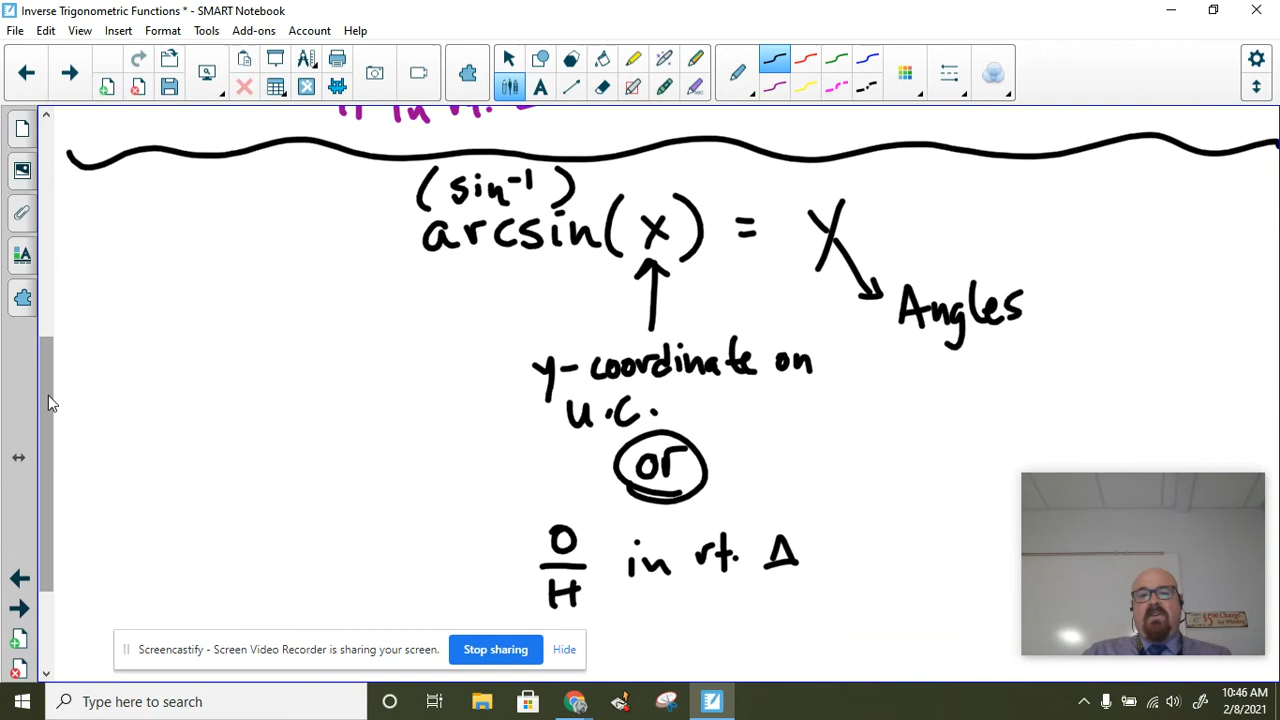 Inverse Trigonometric Functions * - SMART Notebook
File Edit View Insert Format Tools Add-ons Account Help
(sin⁻¹)
arcsin(x) = y
Angles
y-coordinate on
u.c.
or
O
H
in rt. Δ
Screencastify - Screen Video Recorder is sharing your screen. Stop sharing Hide
Type here to search
10:46 AM
2/8/2021